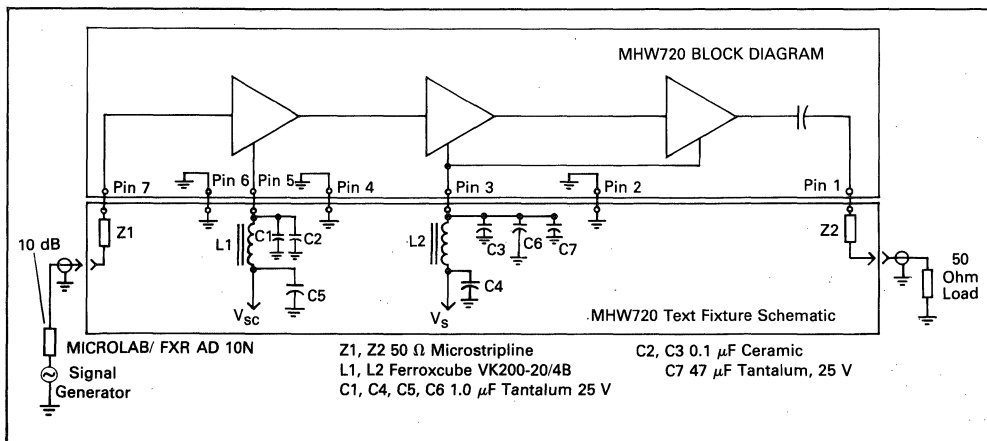 MHW720 BLOCK DIAGRAM
Pin 7
Pin 6
Pin 5
Pin 4
Pin 3
Pin 2
Pin 1
Z1
10 dB
L1
C1
C2
C5
VSC
L2
C3
C6
C7
C4
VS
Z2
50
Ohm
Load
MHW720 Text Fixture Schematic
MICROLAB/ FXR AD 10N
Signal
Generator
Z1, Z2 50 Ω Microstripline
L1, L2 Ferroxcube VK200-20/4B
C1, C4, C5, C6 1.0 μF Tantalum 25 V
C2, C3 0.1 μF Ceramic
C7 47 μF Tantalum, 25 V